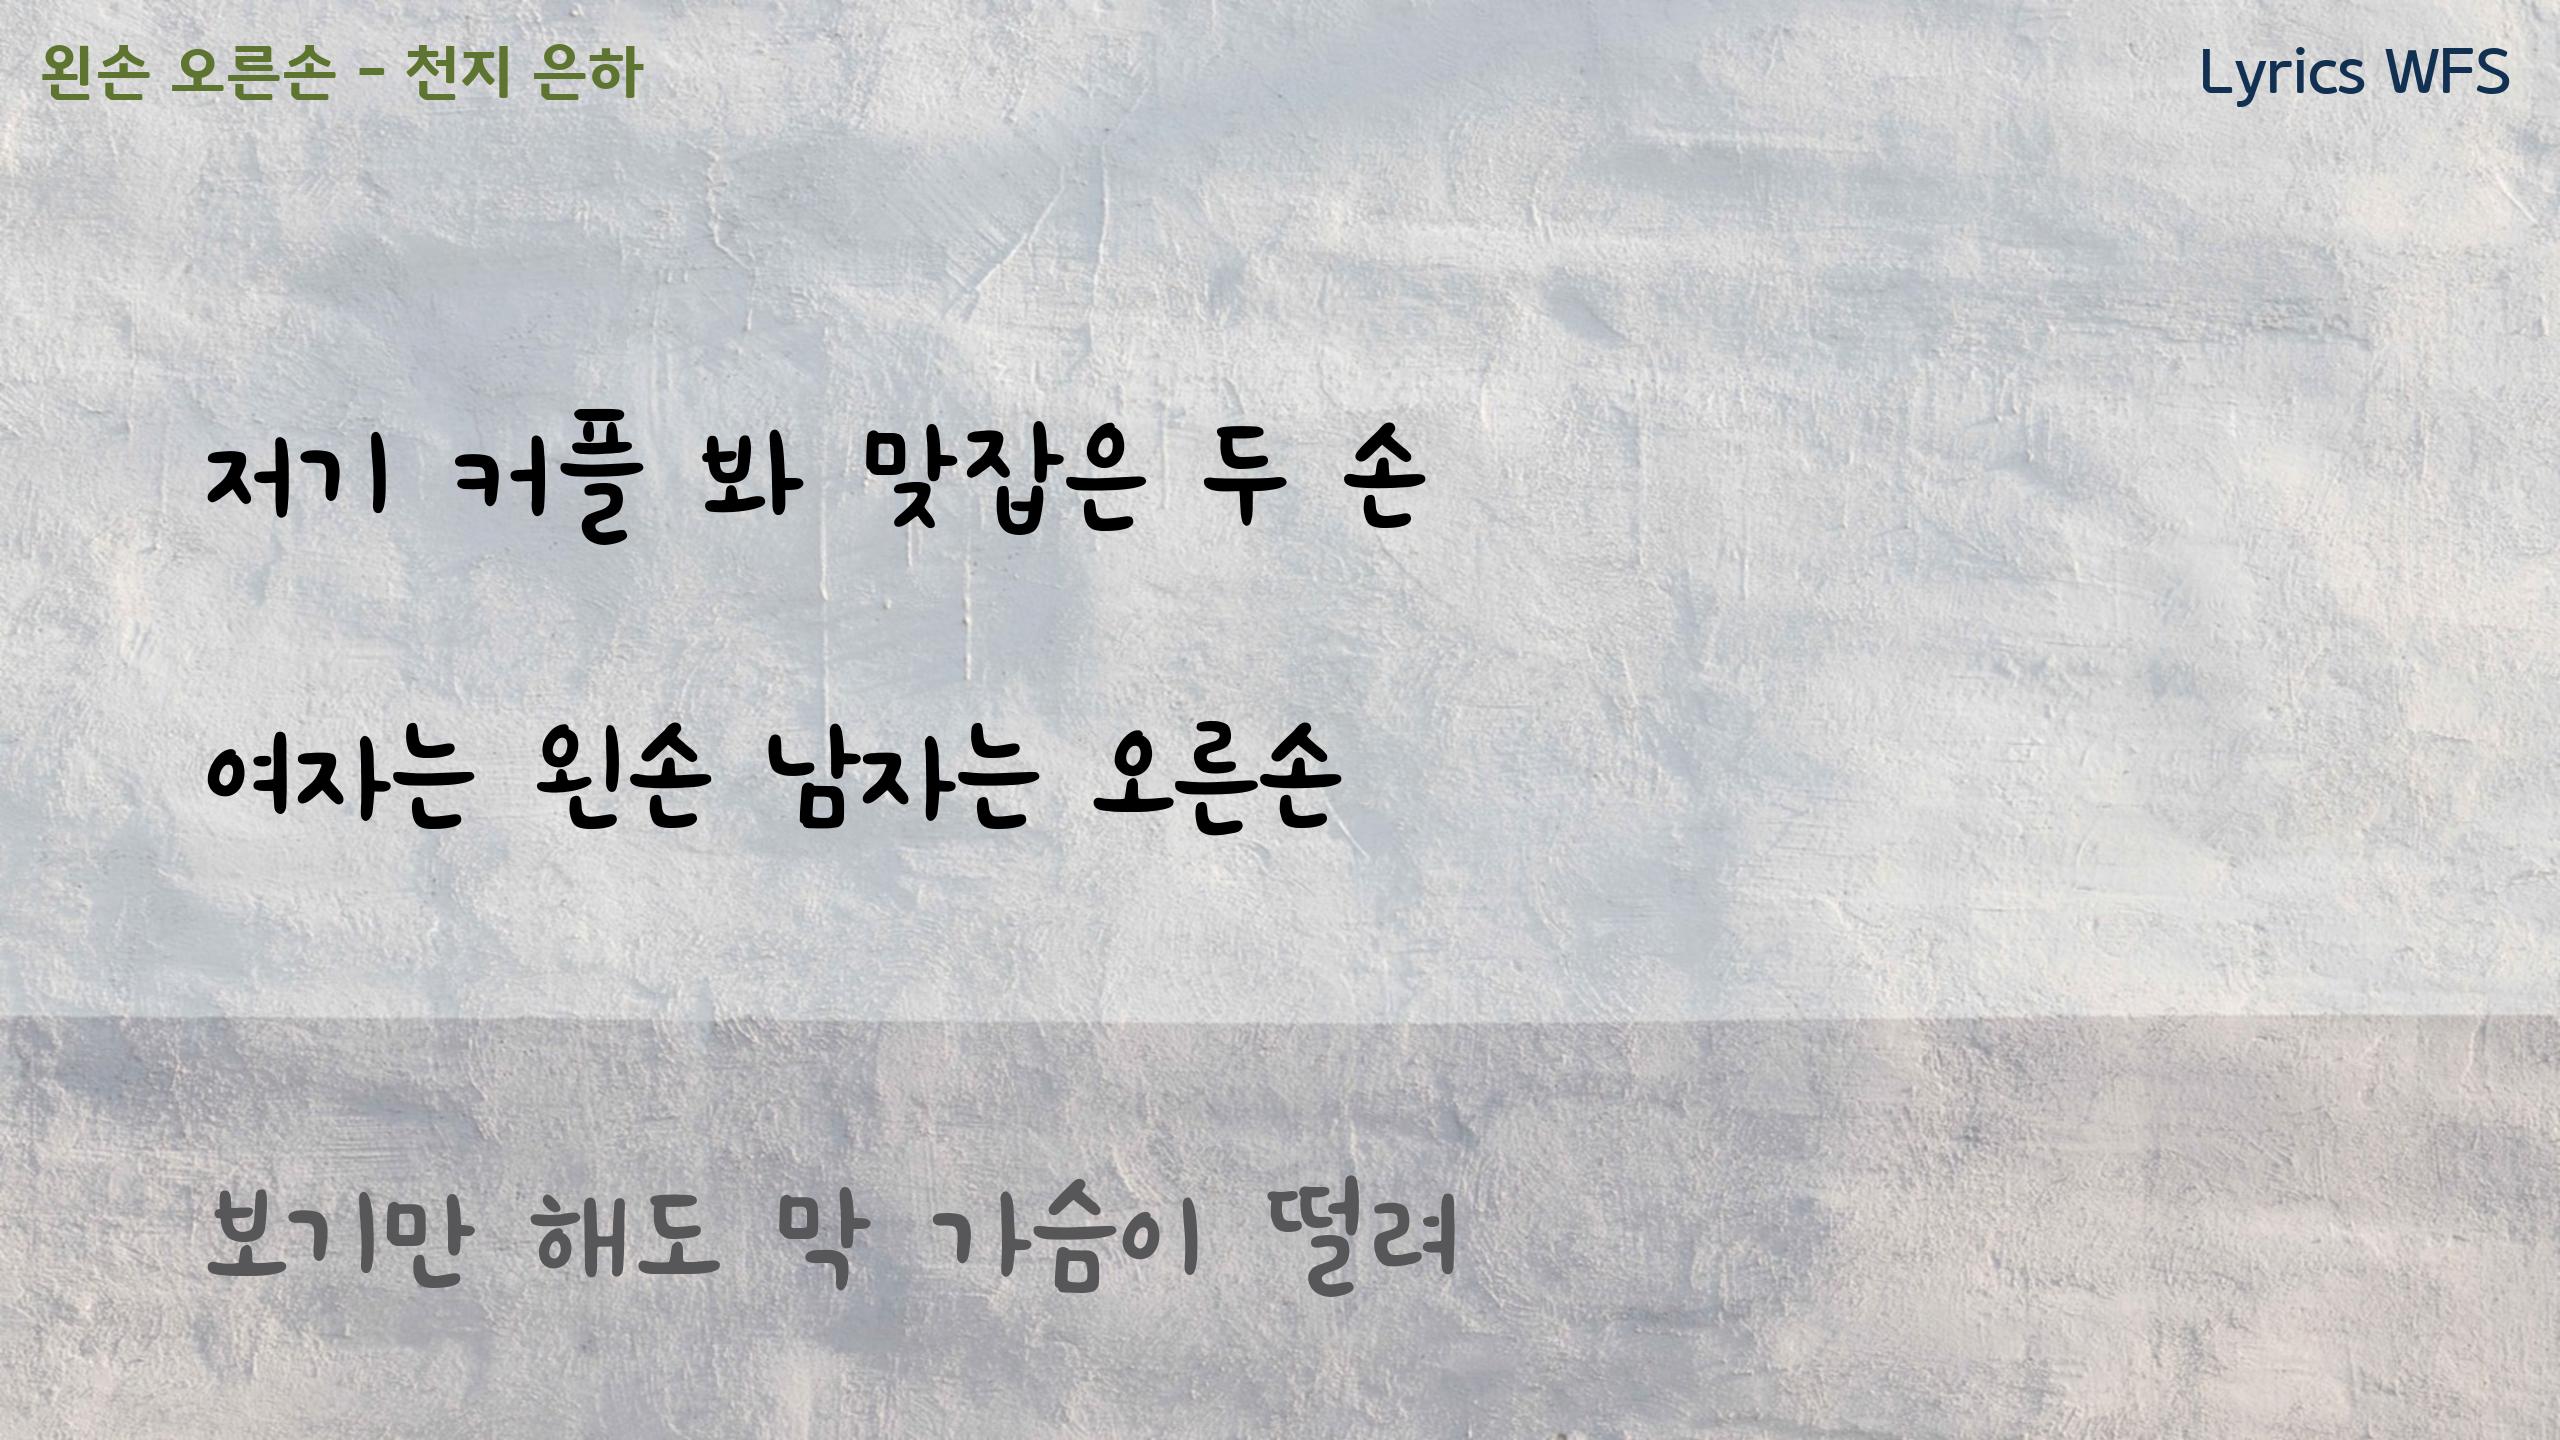 왼손 오른손 - 천지 은하
Lyrics WFS
저기 커플 봐 맞잡은 두 손
여자는 왼손 남자는 오른손
보기만 해도 막 가슴이 떨려